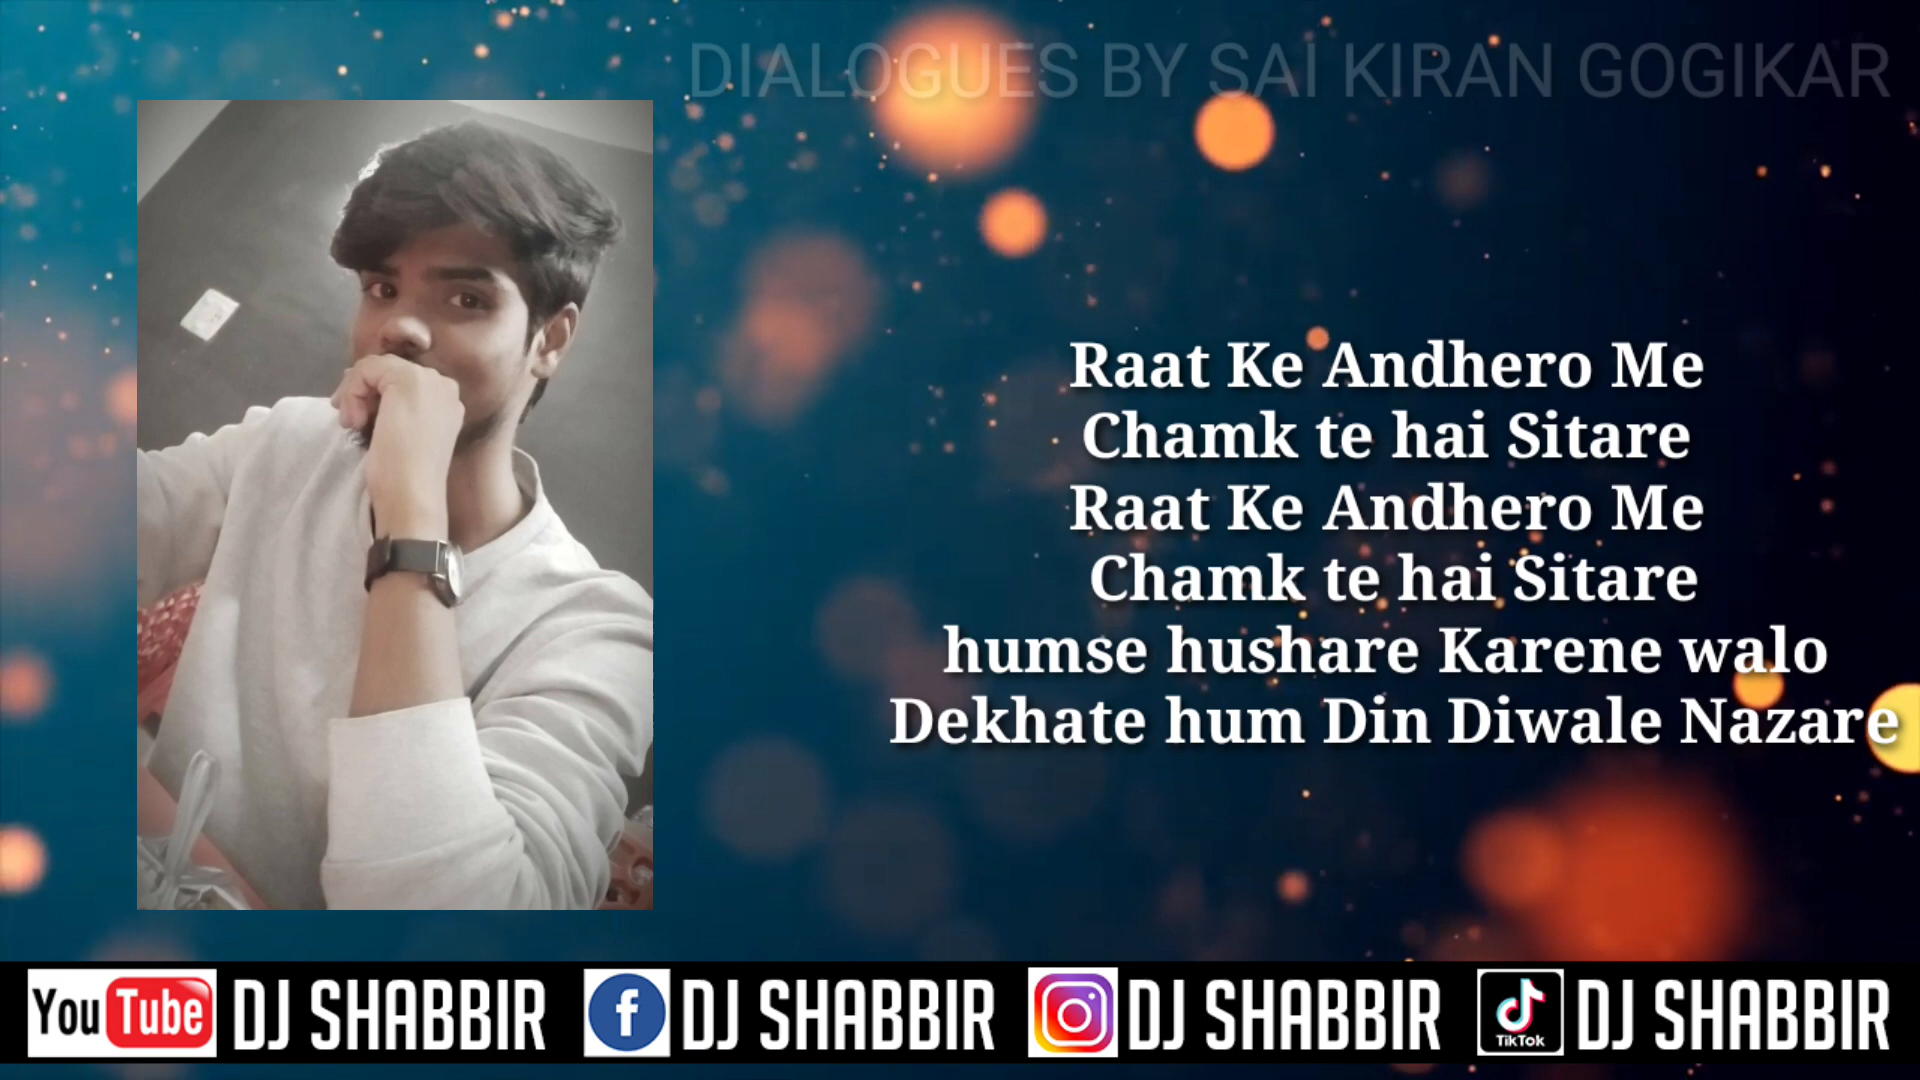 DIALOGUES BY SAI KIRAN GOGIKAR
Raat Ke Andhero Me
Chamk te hai Sitare
Raat Ke Andhero Me
Chamk te hai Sitare
humse hushare Karene walo
Dekhate hum Din Diwale Nazare
YouTube DJ SHABBIR f DJ SHABBIR DJ SHABBIR TikTok DJ SHABBIR